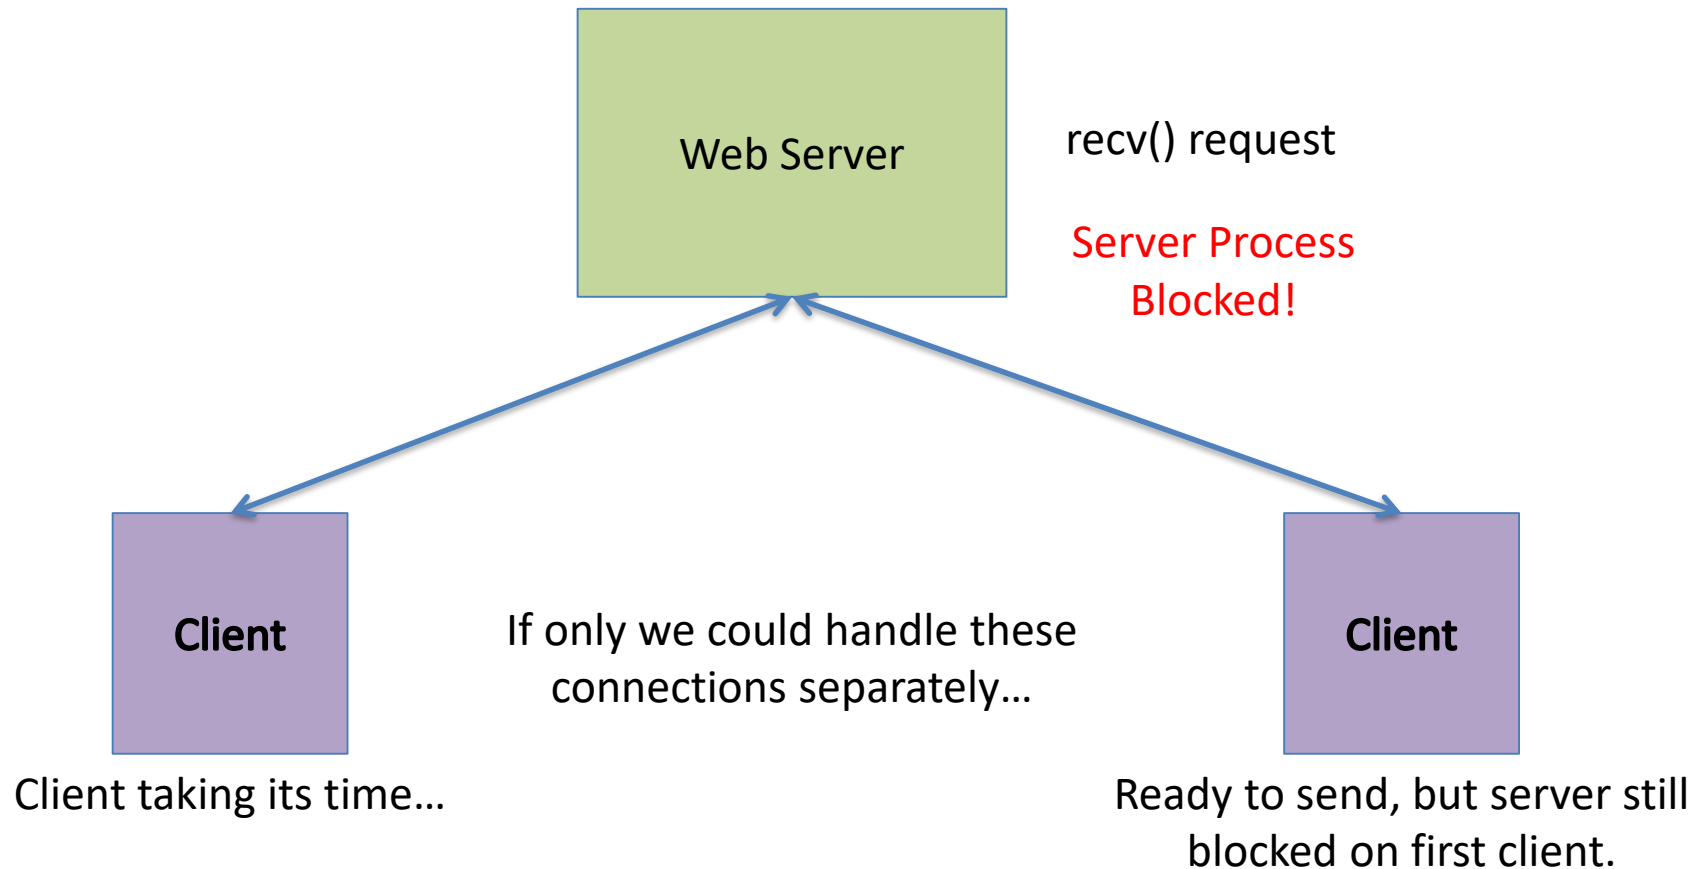 Web Server
recv() request
Server Process
Blocked!
Client
If only we could handle these
connections separately…
Client
Client taking its time…
Ready to send, but server still
blocked on first client.